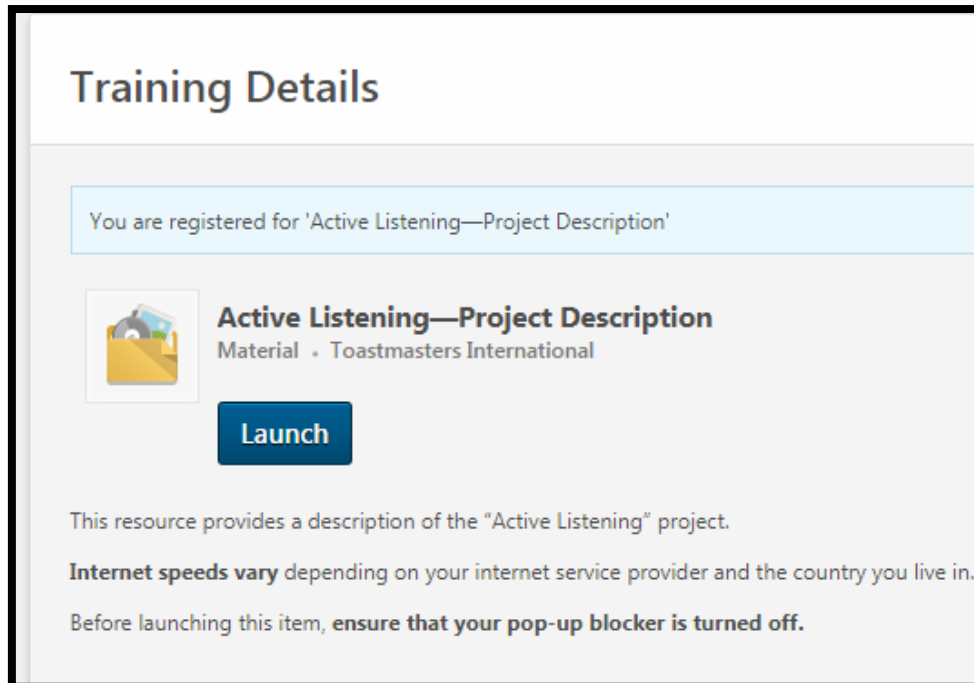 Training Details
You are registered for 'Active Listening—Project Description'
Active Listening—Project Description
Material • Toastmasters International
Launch
This resource provides a description of the “Active Listening” project.
Internet speeds vary depending on your internet service provider and the country you live in.
Before launching this item, ensure that your pop-up blocker is turned off.